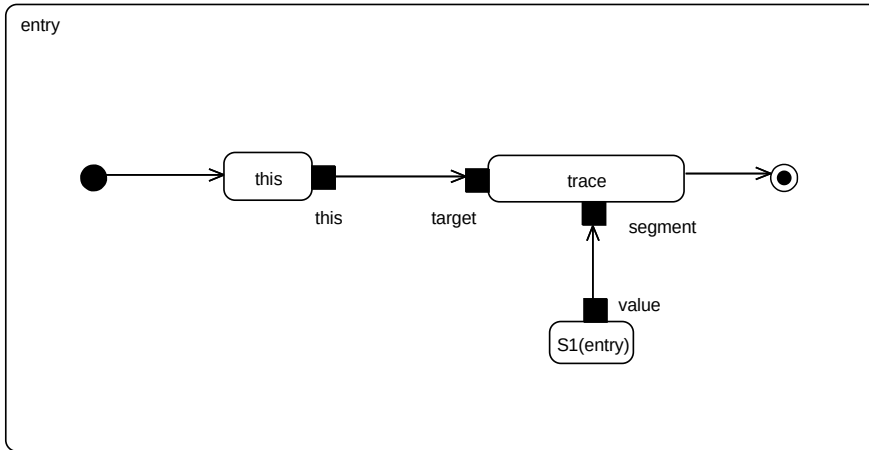 entry
this
trace
this
target
segment
value
S1(entry)